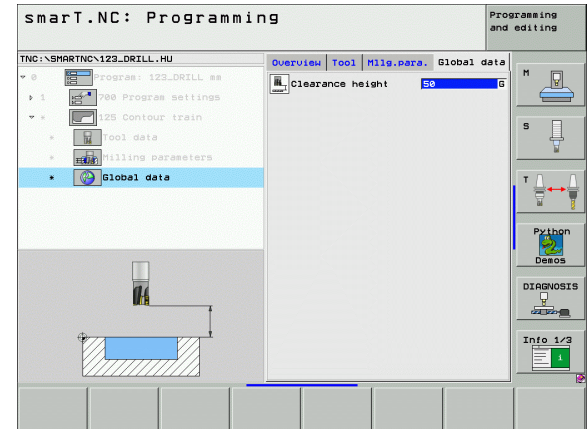 smarT.NC: Programming
Programming
and editing
TNC:\SMARTNC\123_DRILL.HU
Overview Tool Mllg.para. Global data
0 Program: 123_DRILL mm
1 700 Program settings
* 125 Contour train
* Tool data
* Milling parameters
* Global data
Clearance height 50 G
M
S
T
Python
Demos
DIAGNOSIS
Info 1/3